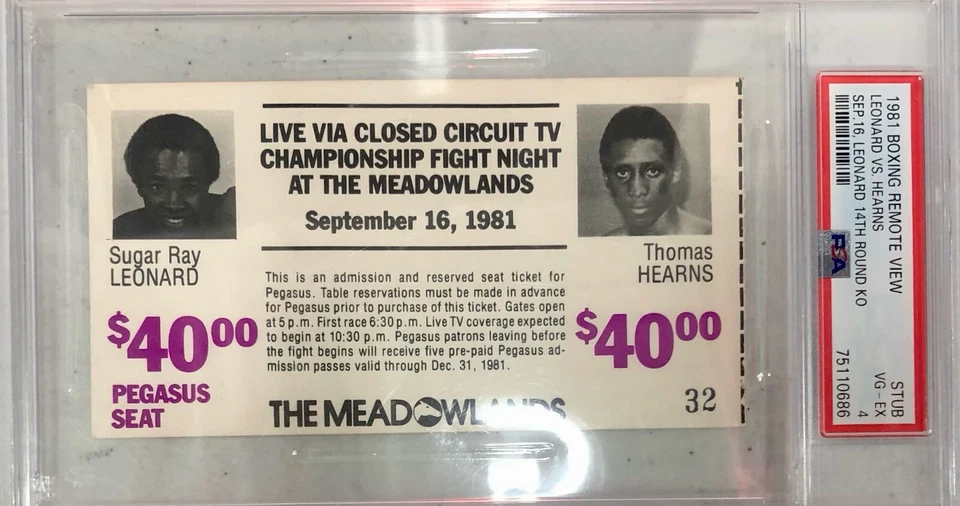 LIVE VIA CLOSED CIRCUIT TV
CHAMPIONSHIP FIGHT NIGHT
AT THE MEADOWLANDS
September 16, 1981
Sugar Ray
LEONARD
Thomas
HEARNS
This is an admission and reserved seat ticket for
Pegasus. Table reservations must be made in advance
for Pegasus prior to purchase of this ticket. Gates open
at 5 p.m. First race 6:30 p.m. Live TV coverage expected
to begin at 10:30 p.m. Pegasus patrons leaving before
the fight begins will receive five pre-paid Pegasus ad-
mission passes valid through Dec. 31, 1981.
$4000
PEGASUS
SEAT
$4000
THE MEADOWLANDS
32
1981 BOXING REMOTE VIEW
LEONARD VS. HEARNS
SEP.16, LEONARD 14TH ROUND KO
STUB
VG-EX
4
PSA
75110686